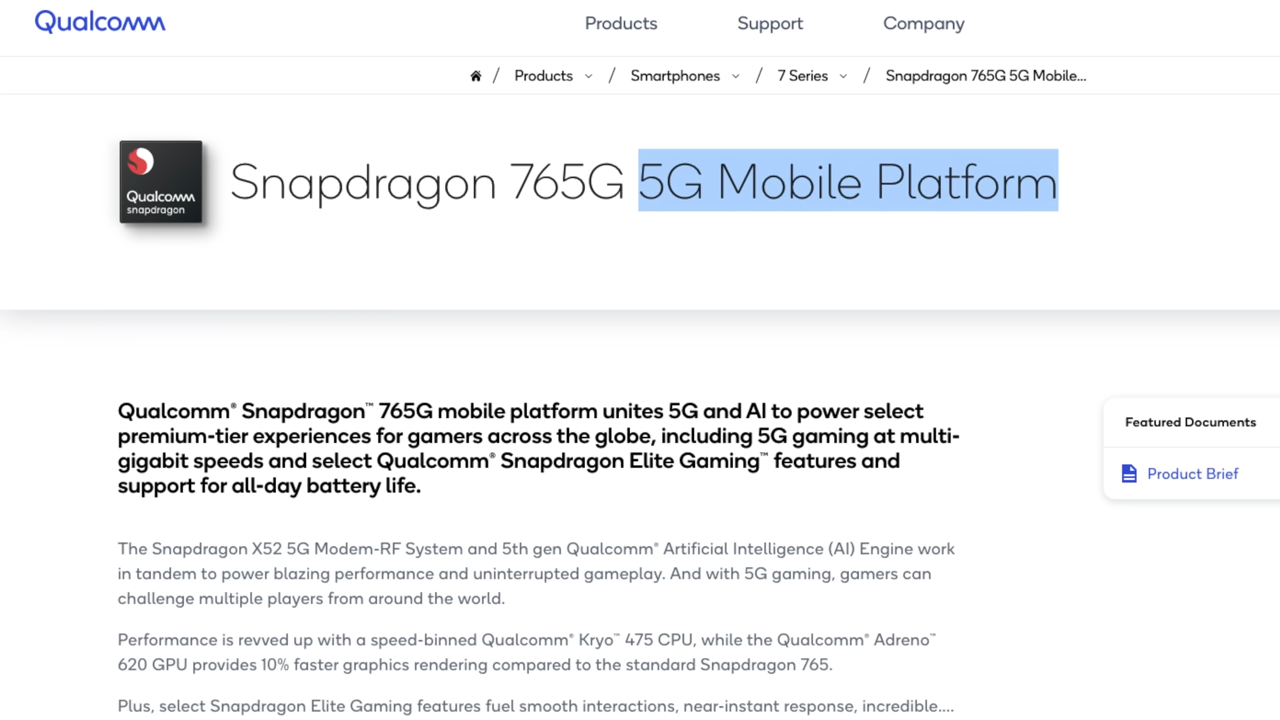 Qualcomm
Products Support Company
/ Products / Smartphones / 7 Series / Snapdragon 765G 5G Mobile...
Qualcomm
snapdragon
Snapdragon 765G 5G Mobile Platform
Qualcomm® Snapdragon™ 765G mobile platform unites 5G and AI to power select
premium-tier experiences for gamers across the globe, including 5G gaming at multi-
gigabit speeds and select Qualcomm® Snapdragon Elite Gaming™ features and
support for all-day battery life.
Featured Documents
Product Brief
The Snapdragon X52 5G Modem-RF System and 5th gen Qualcomm® Artificial Intelligence (AI) Engine work
in tandem to power blazing performance and uninterrupted gameplay. And with 5G gaming, gamers can
challenge multiple players from around the world.
Performance is revved up with a speed-binned Qualcomm® Kryo™ 475 CPU, while the Qualcomm® Adreno™
620 GPU provides 10% faster graphics rendering compared to the standard Snapdragon 765.
Plus, select Snapdragon Elite Gaming features fuel smooth interactions, near-instant response, incredible....